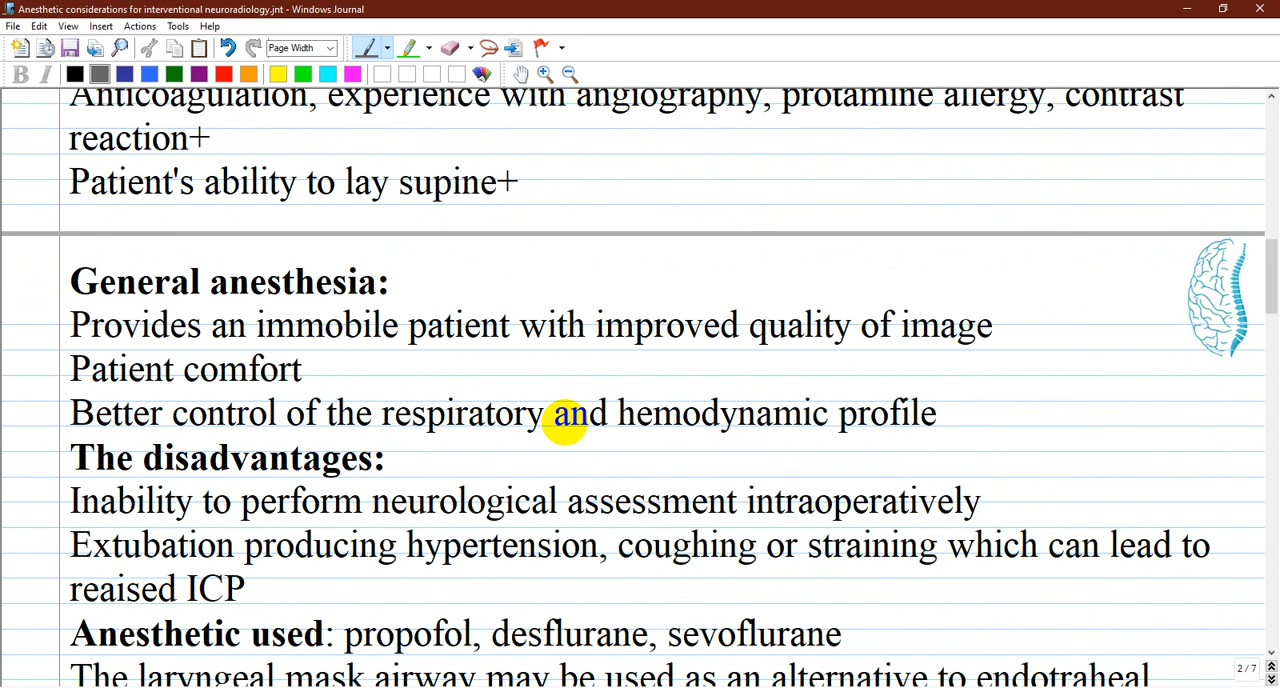 Anesthetic considerations for interventional neuroradiology.jnt - Windows Journal
File Edit View Insert Actions Tools Help
Page Width
B I
Anticoagulation, experience with angiography, protamine allergy, contrast
reaction+
Patient's ability to lay supine+
General anesthesia:
Provides an immobile patient with improved quality of image
Patient comfort
Better control of the respiratory and hemodynamic profile
The disadvantages:
Inability to perform neurological assessment intraoperatively
Extubation producing hypertension, coughing or straining which can lead to
reaised ICP
Anesthetic used: propofol, desflurane, sevoflurane
The laryngeal mask airway may be used as an alternative to endotraheal
2 / 7